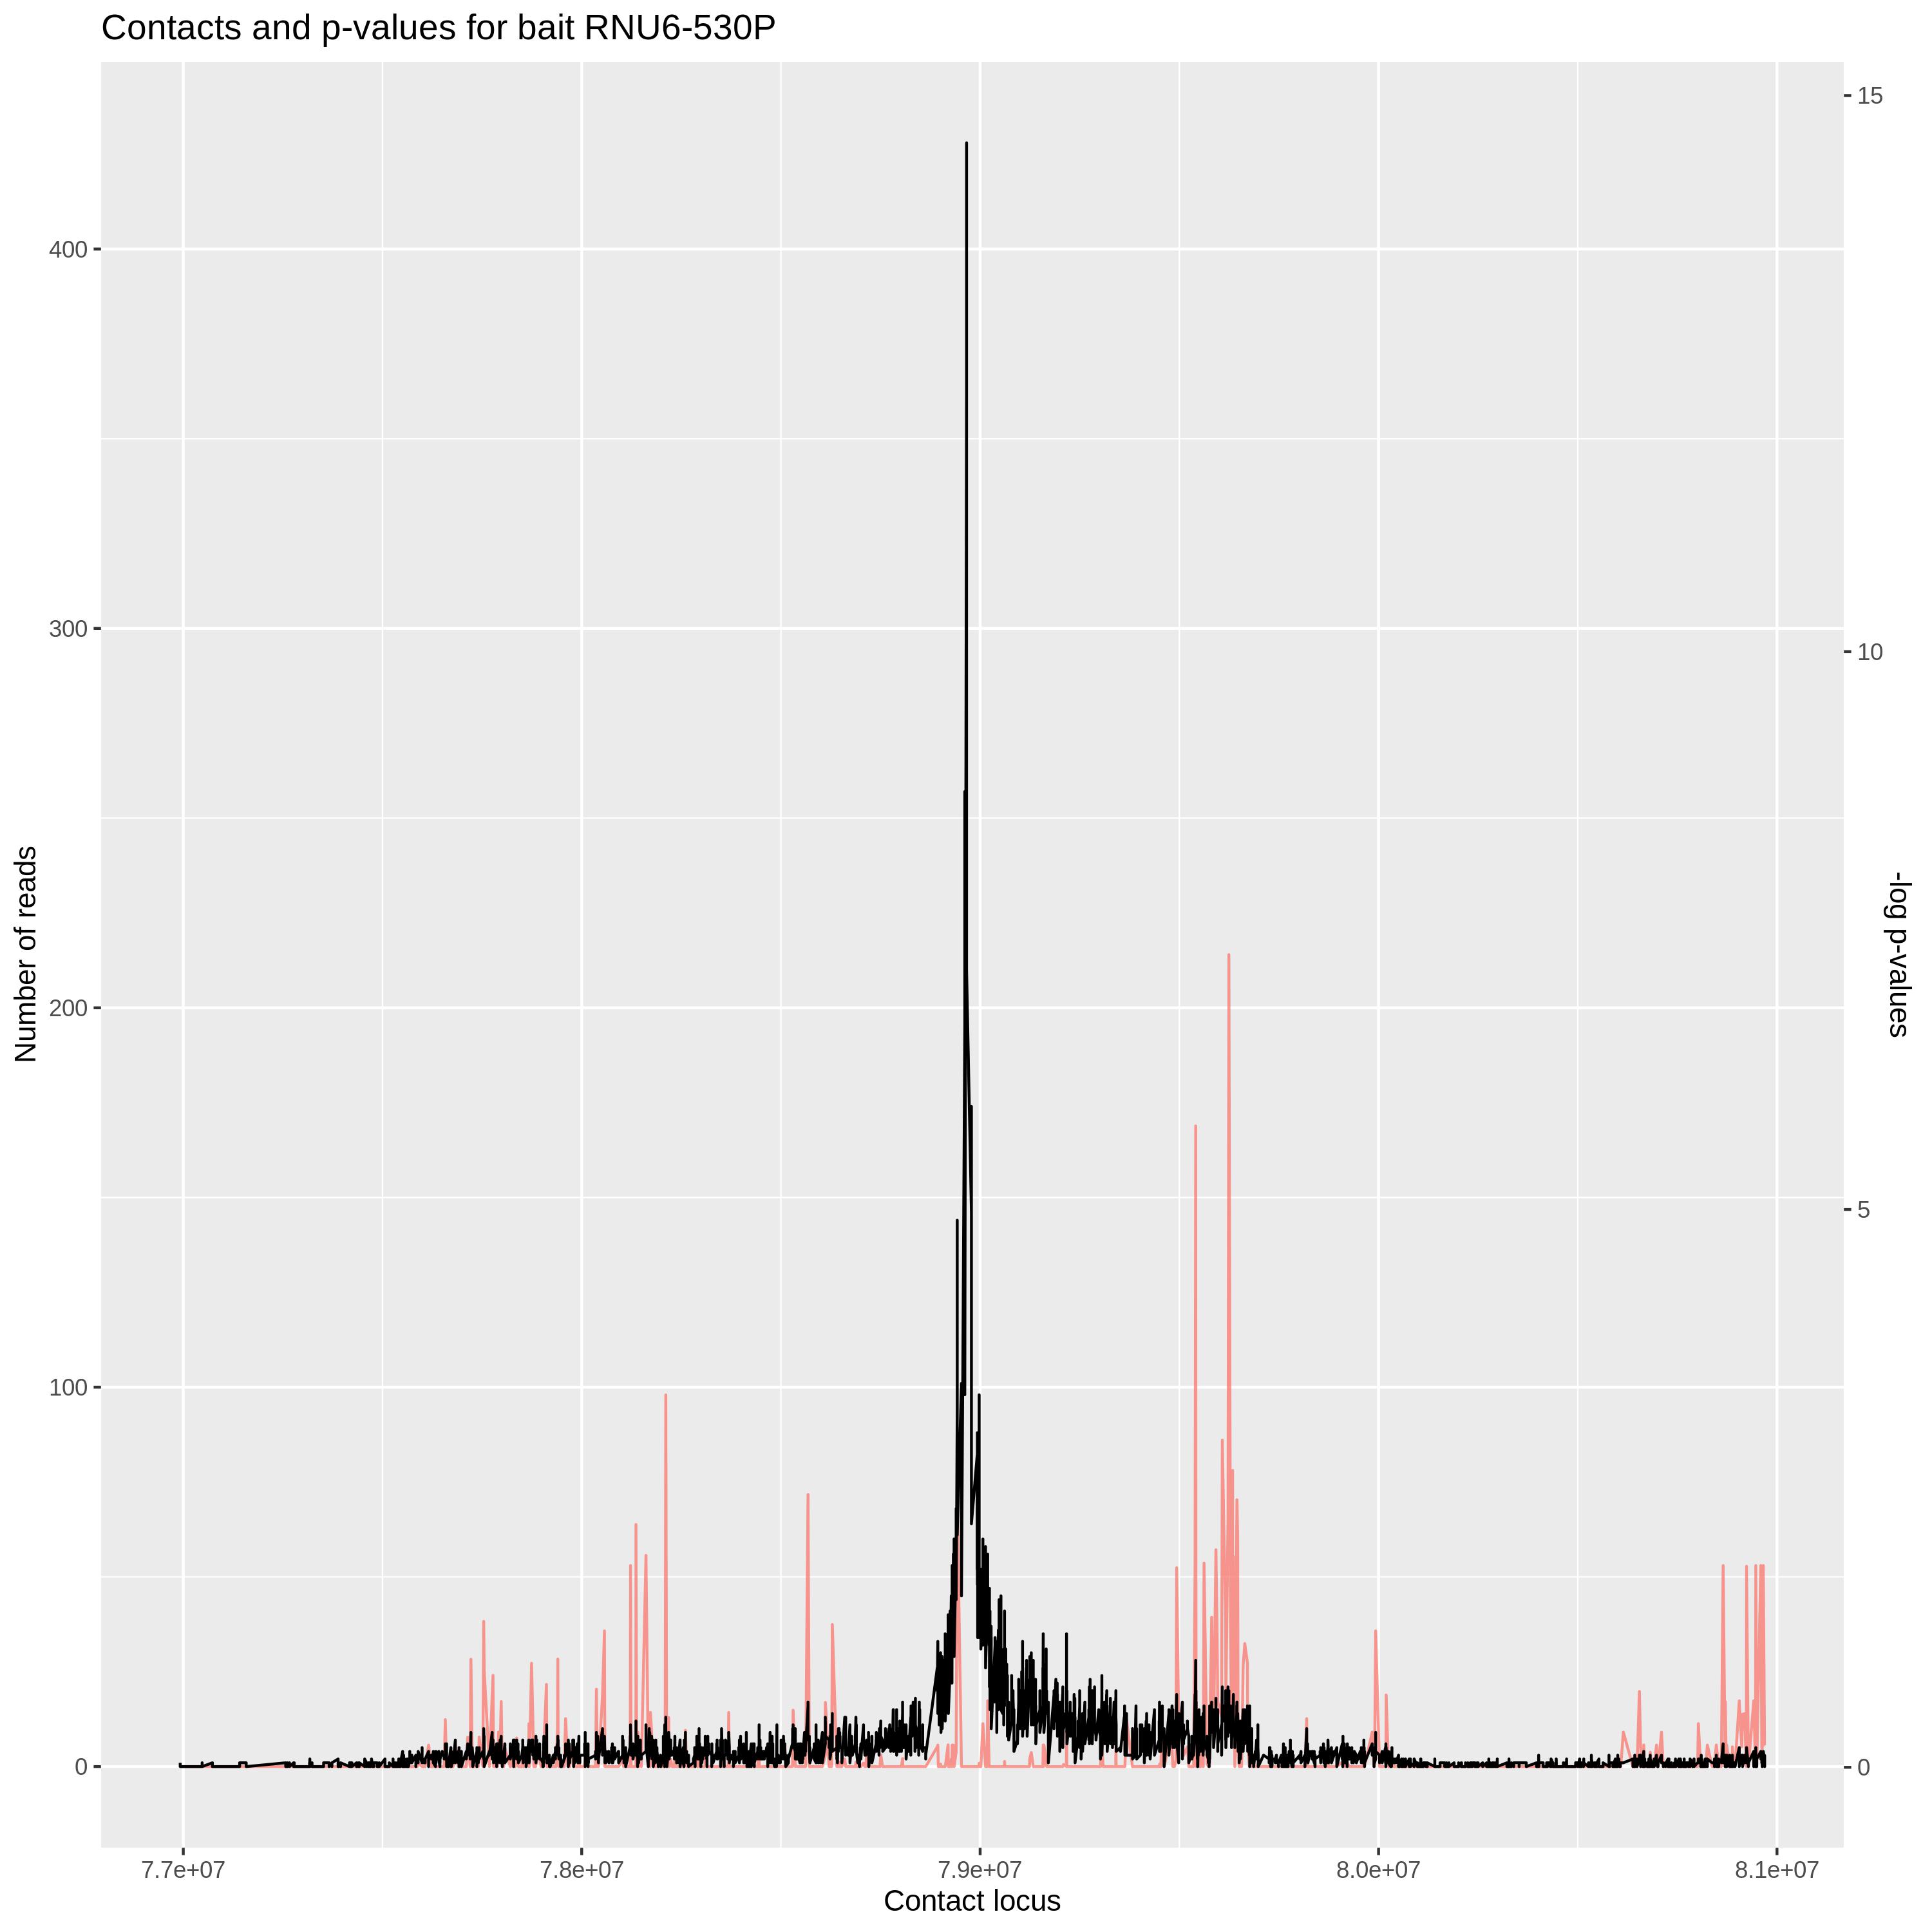 Contacts and p-values for bait RNU6-530P
15
400
300
10
Number of reads
-log p-values
200
5
100
0
0
7.7e+07
7.8e+07
7.9e+07
8.0e+07
8.1e+07
Contact locus